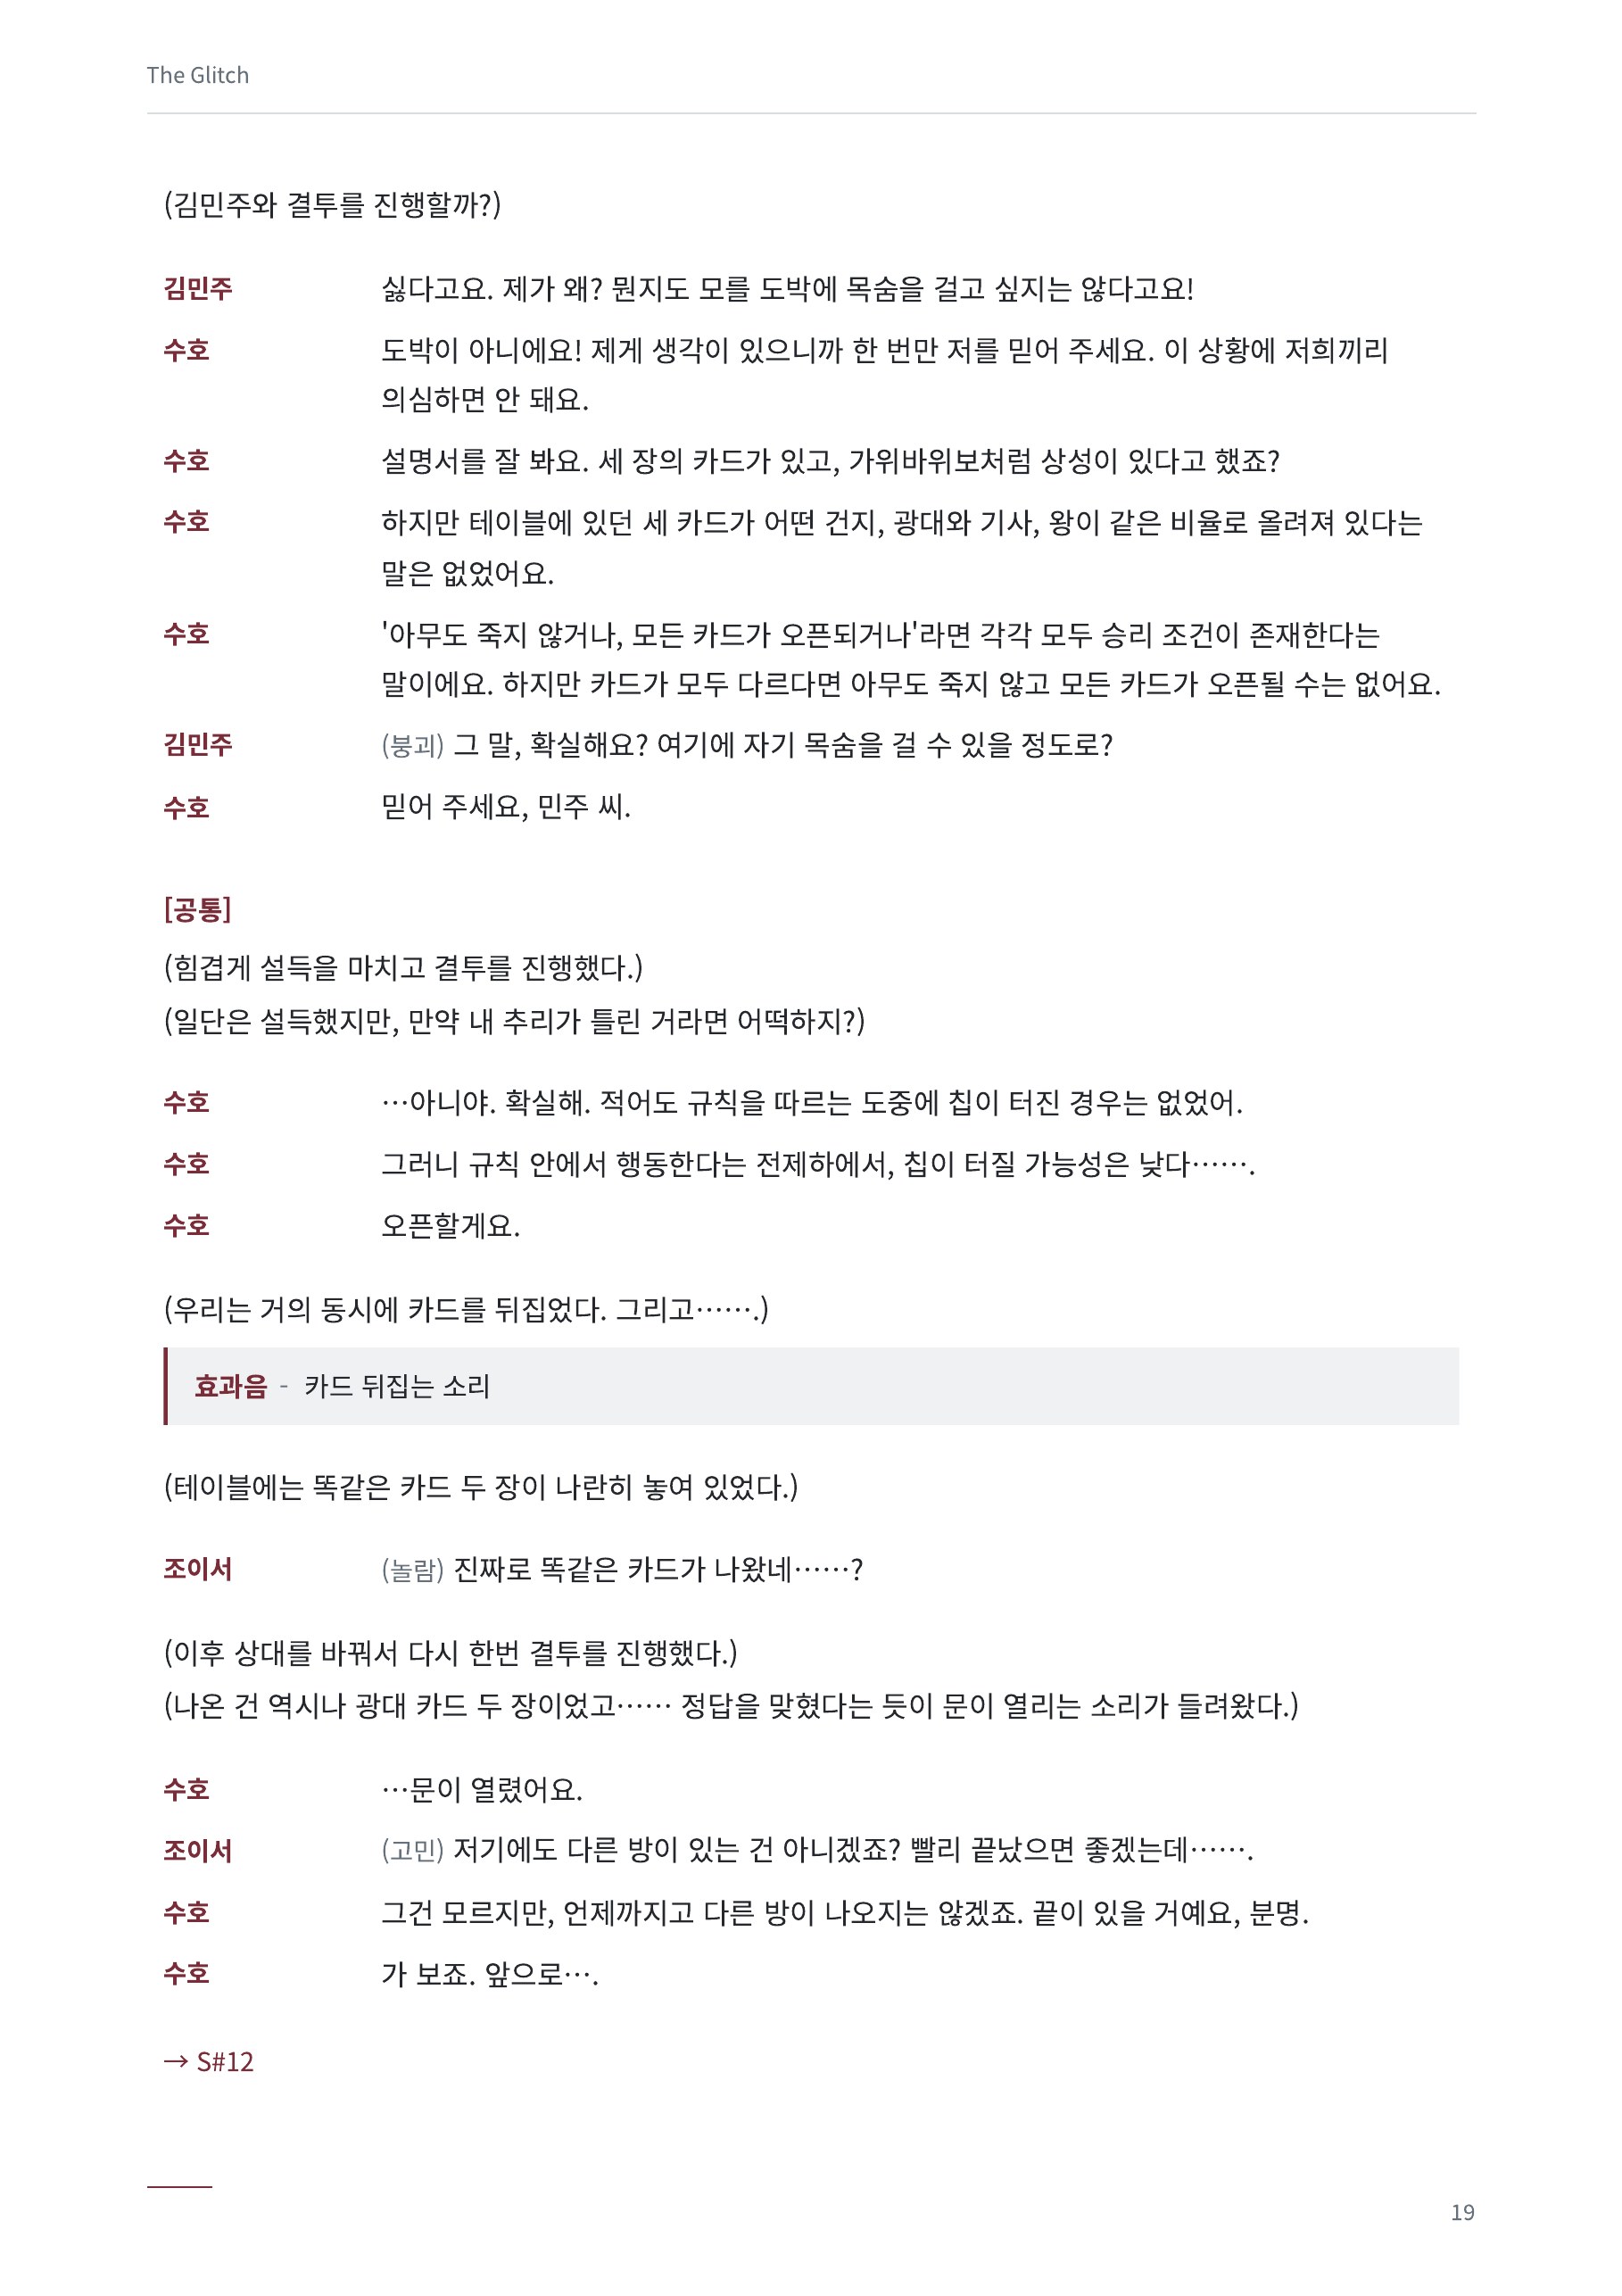 The Glitch
(김민주와 결투를 진행할까?)
김민주 싫다고요. 제가 왜? 뭔지도 모를 도박에 목숨을 걸고 싶지는 않다고요!
수호 도박이 아니에요! 제게 생각이 있으니까 한 번만 저를 믿어 주세요. 이 상황에 저희끼리
의심하면 안 돼요.
수호 설명서를 잘 봐요. 세 장의 카드가 있고, 가위바위보처럼 상성이 있다고 했죠?
수호 하지만 테이블에 있던 세 카드가 어떤 건지, 광대와 기사, 왕이 같은 비율로 올려져 있다는
말은 없었어요.
수호 '아무도 죽지 않거나, 모든 카드가 오픈되거나'라면 각각 모두 승리 조건이 존재한다는
말이에요. 하지만 카드가 모두 다르다면 아무도 죽지 않고 모든 카드가 오픈될 수는 없어요.
김민주 (붕괴) 그 말, 확실해요? 여기에 자기 목숨을 걸 수 있을 정도로?
수호 믿어 주세요, 민주 씨.
[공통]
(힘겹게 설득을 마치고 결투를 진행했다.)
(일단은 설득했지만, 만약 내 추리가 틀린 거라면 어떡하지?)
수호 …아니야. 확실해. 적어도 규칙을 따르는 도중에 칩이 터진 경우는 없었어.
수호 그러니 규칙 안에서 행동한다는 전제하에서, 칩이 터질 가능성은 낮다…….
수호 오픈할게요.
(우리는 거의 동시에 카드를 뒤집었다. 그리고…….)
효과음 - 카드 뒤집는 소리
(테이블에는 똑같은 카드 두 장이 나란히 놓여 있었다.)
조이서 (놀람) 진짜로 똑같은 카드가 나왔네……?
(이후 상대를 바꿔서 다시 한번 결투를 진행했다.)
(나온 건 역시나 광대 카드 두 장이었고…… 정답을 맞혔다는 듯이 문이 열리는 소리가 들려왔다.)
수호 …문이 열렸어요.
조이서 (고민) 저기에도 다른 방이 있는 건 아니겠죠? 빨리 끝났으면 좋겠는데…….
수호 그건 모르지만, 언제까지고 다른 방이 나오지는 않겠죠. 끝이 있을 거예요, 분명.
수호 가 보죠. 앞으로….
→ S#12
19